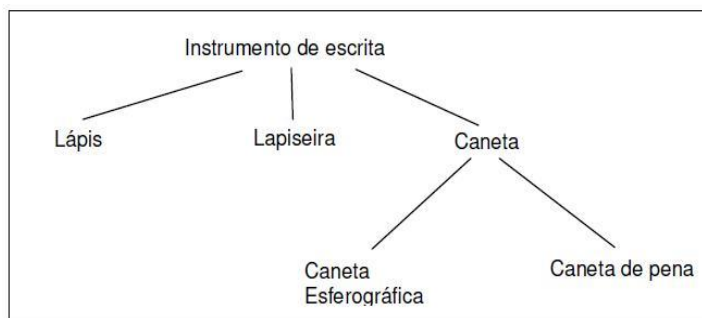 Instrumento de escrita
Lápis
Lapiseira
Caneta
Caneta
Esferográfica
Caneta de pena